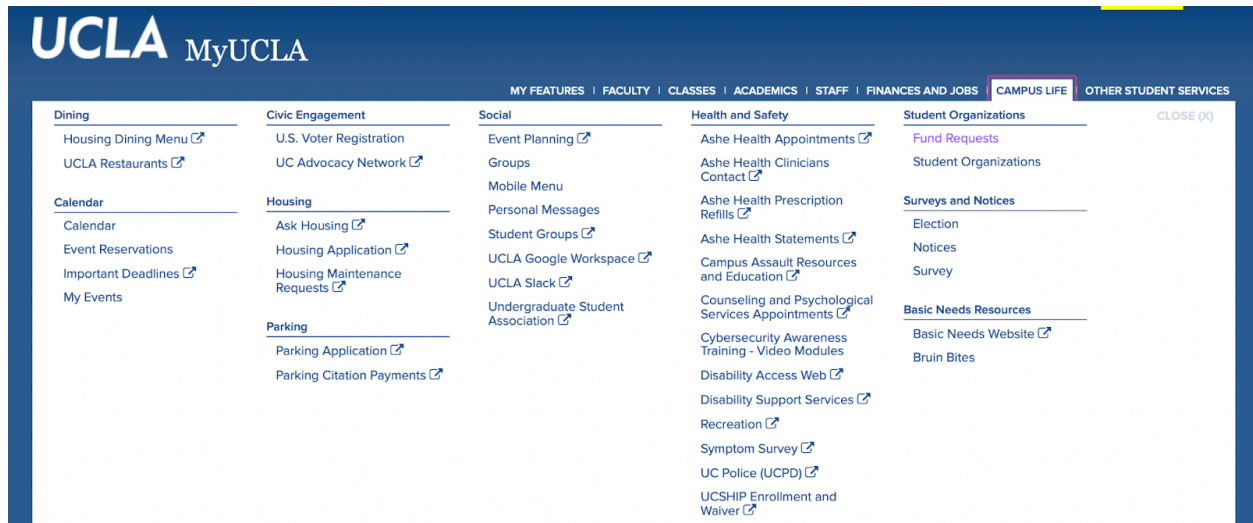 UCLA MyUCLA
MY FEATURES | FACULTY | CLASSES | ACADEMICS | STAFF | FINANCES AND JOBS | CAMPUS LIFE | OTHER STUDENT SERVICES
CLOSE (X)
Dining
Housing Dining Menu
UCLA Restaurants
Calendar
Calendar
Event Reservations
Important Deadlines
My Events
Civic Engagement
U.S. Voter Registration
UC Advocacy Network
Housing
Ask Housing
Housing Application
Housing Maintenance
Requests
Parking
Parking Application
Parking Citation Payments
Social
Event Planning
Groups
Mobile Menu
Personal Messages
Student Groups
UCLA Google Workspace
UCLA Slack
Undergraduate Student
Association
Health and Safety
Ashe Health Appointments
Ashe Health Clinicians
Contact
Ashe Health Prescription
Refills
Ashe Health Statements
Campus Assault Resources
and Education
Counseling and Psychological
Services Appointments
Cybersecurity Awareness
Training - Video Modules
Disability Access Web
Disability Support Services
Recreation
Symptom Survey
UC Police (UCPD)
UCSHIP Enrollment and
Waiver
Student Organizations
Fund Requests
Student Organizations
Surveys and Notices
Election
Notices
Survey
Basic Needs Resources
Basic Needs Website
Bruin Bites